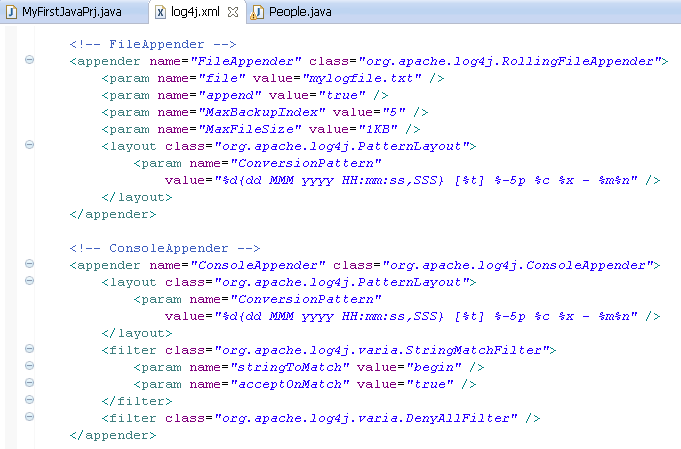 MyFirstJavaPrj.java log4j.xml People.java
<!-- FileAppender -->
<appender name="FileAppender" class="org.apache.log4j.RollingFileAppender">
<param name="file" value="mylogfile.txt" />
<param name="append" value="true" />
<param name="MaxBackupIndex" value="5" />
<param name="MaxFileSize" value="1KB" />
<layout class="org.apache.log4j.PatternLayout">
<param name="ConversionPattern"
value="%d{dd MMM yyyy HH:mm:ss,SSS} [%t] %-5p %c %x - %m%n" />
</layout>
</appender>
<!-- ConsoleAppender -->
<appender name="ConsoleAppender" class="org.apache.log4j.ConsoleAppender">
<layout class="org.apache.log4j.PatternLayout">
<param name="ConversionPattern"
value="%d{dd MMM yyyy HH:mm:ss,SSS} [%t] %-5p %c %x - %m%n" />
</layout>
<filter class="org.apache.log4j.varia.StringMatchFilter">
<param name="stringToMatch" value="begin" />
<param name="acceptOnMatch" value="true" />
</filter>
<filter class="org.apache.log4j.varia.DenyAllFilter" />
</appender>